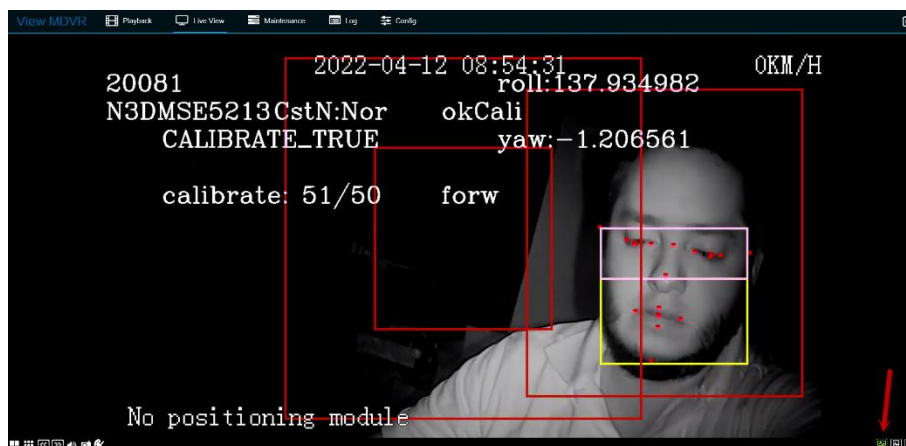 View MDVR Playback Live View Maintenance Log Config
2022-04-12 08:54:31 0KM/H
20081 roll:137.934982
N3DMSE5213CstN:Nor okCali
CALIBRATE_TRUE yaw:-1.206561
calibrate: 51/50 forw
No positioning module